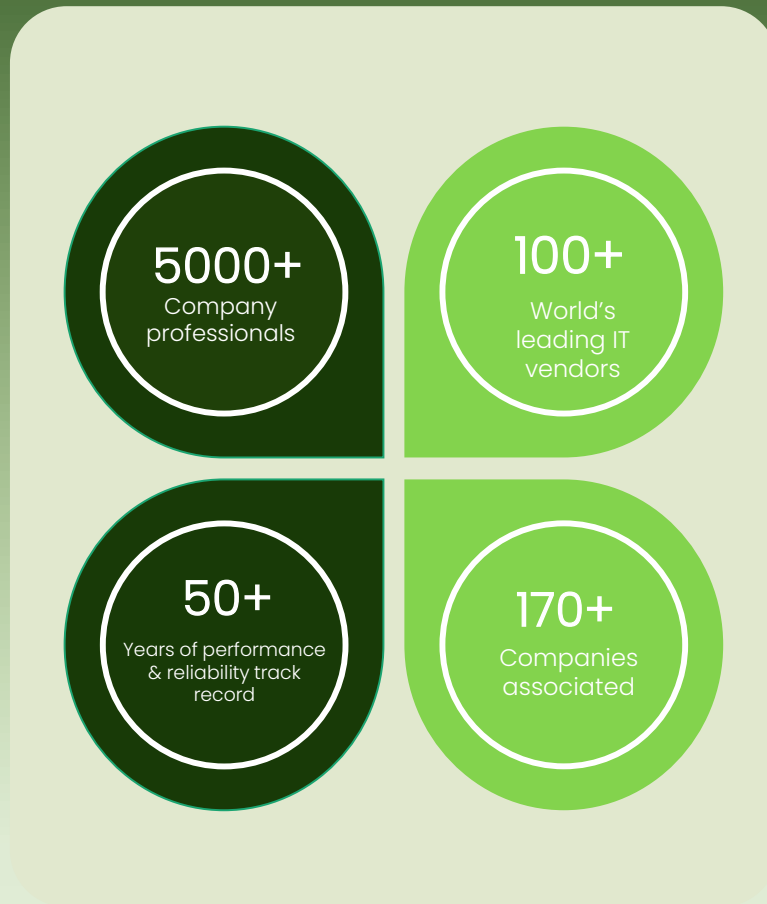 5000+
Company
professionals
100+
World’s
leading IT
vendors
50+
Years of performance
& reliability track
record
170+
Companies
associated